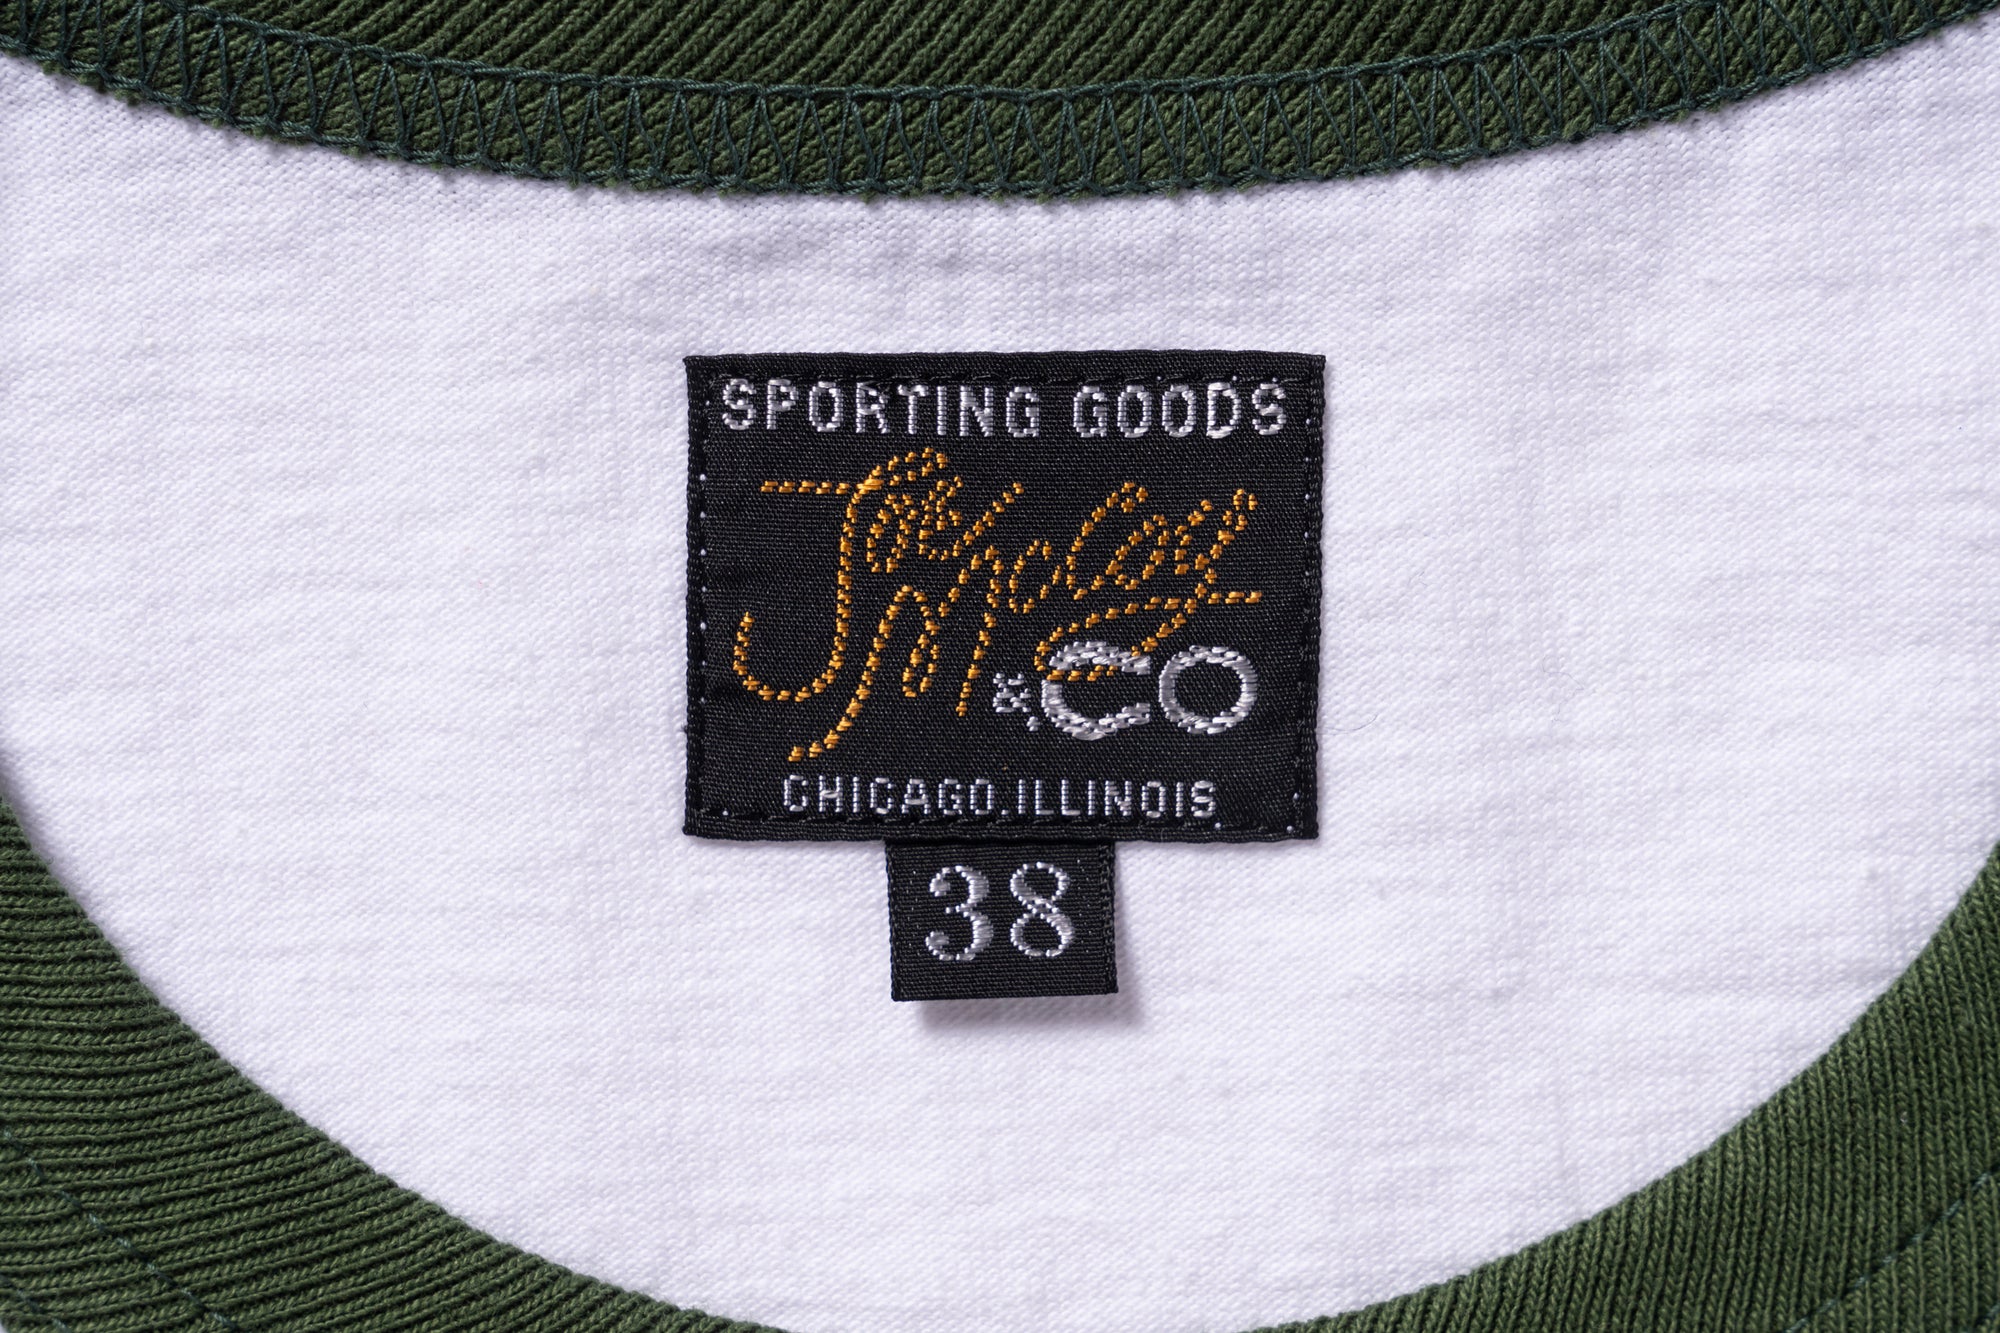 SPORTING GOODS
Joe McCoy
&.CO
CHICAGO.ILLINOIS
38